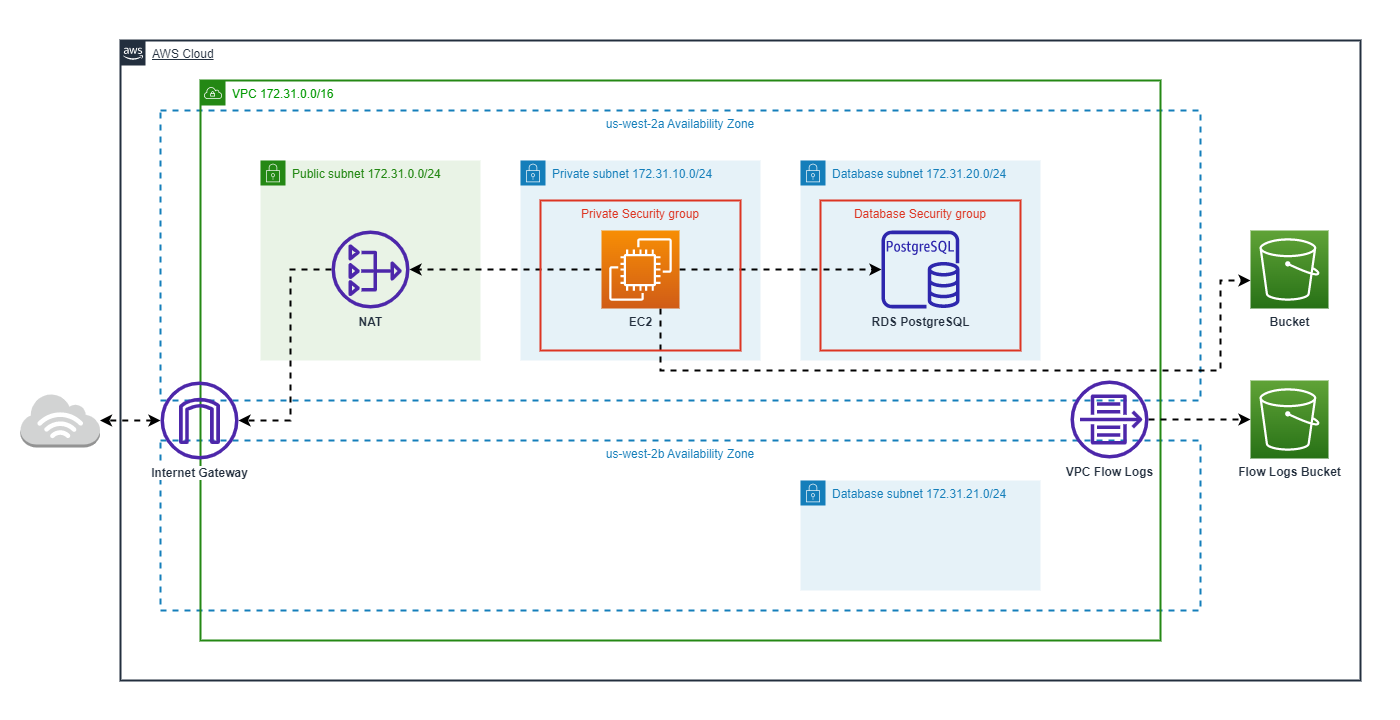 aws
AWS Cloud
VPC 172.31.0.0/16
us-west-2a Availability Zone
Public subnet 172.31.0.0/24
Private subnet 172.31.10.0/24
Database subnet 172.31.20.0/24
Private Security group
Database Security group
PostgreSQL
NAT
EC2
RDS PostgreSQL
Bucket
us-west-2b Availability Zone
Internet Gateway
VPC Flow Logs
Flow Logs Bucket
Database subnet 172.31.21.0/24